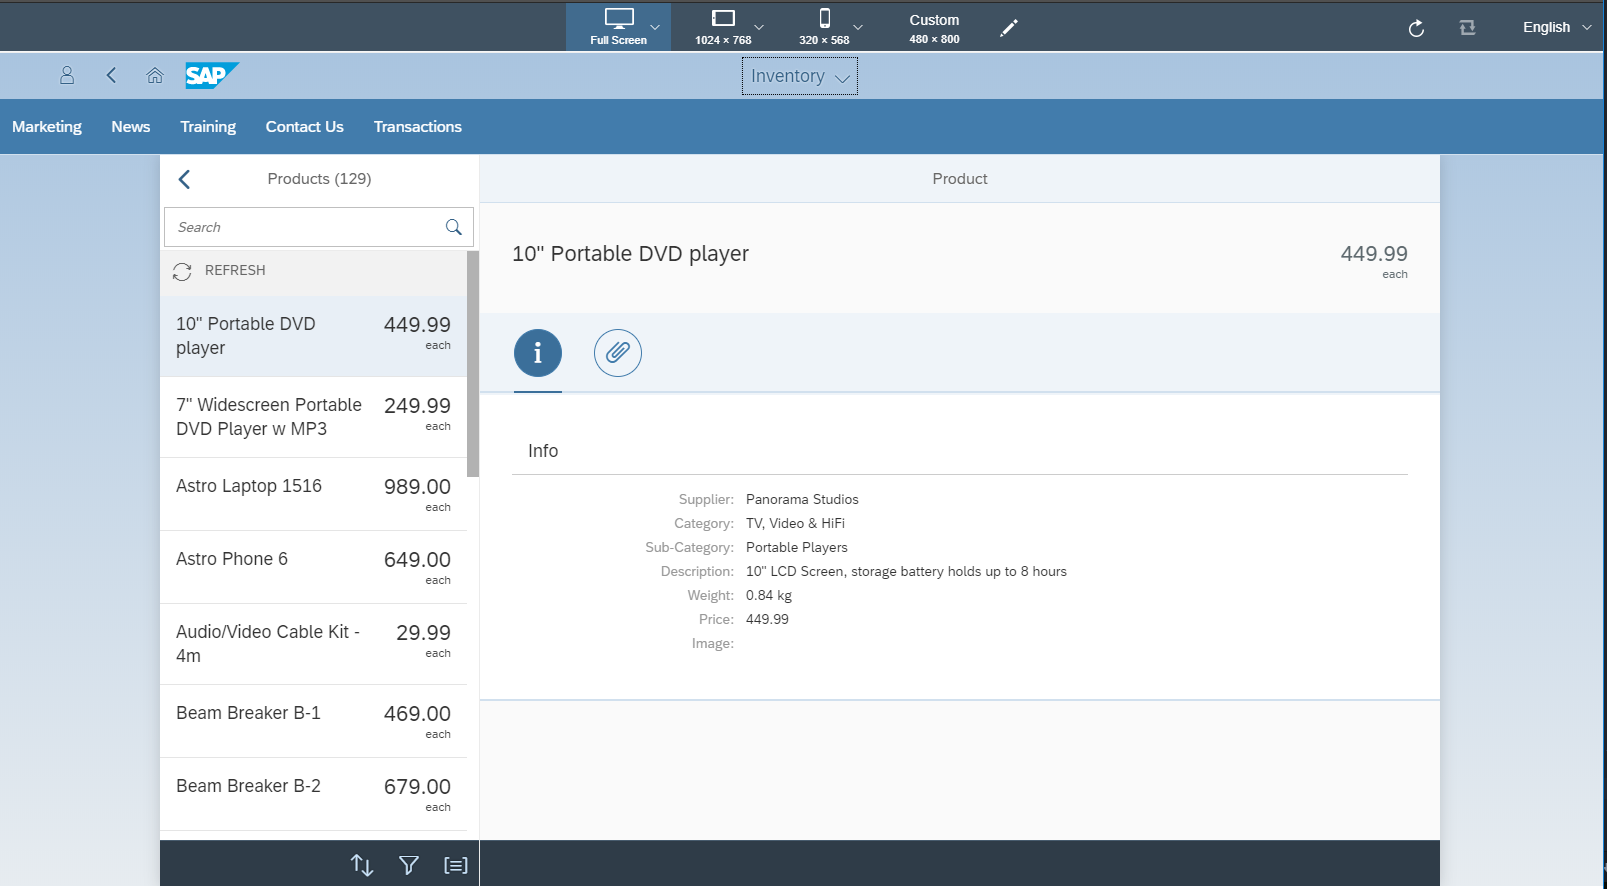 Full Screen
1024 × 768
320 × 568
Custom
480 × 800
English
SAP
Inventory
Marketing
News
Training
Contact Us
Transactions
Products (129)
Search
REFRESH
10" Portable DVD
player
449.99
each
7" Widescreen Portable
DVD Player w MP3
249.99
each
Astro Laptop 1516
989.00
each
Astro Phone 6
649.00
each
Audio/Video Cable Kit -
4m
29.99
each
Beam Breaker B-1
469.00
each
Beam Breaker B-2
679.00
each
Product
10" Portable DVD player
449.99
each
Info
Supplier: Panorama Studios
Category: TV, Video & HiFi
Sub-Category: Portable Players
Description: 10" LCD Screen, storage battery holds up to 8 hours
Weight: 0.84 kg
Price: 449.99
Image: